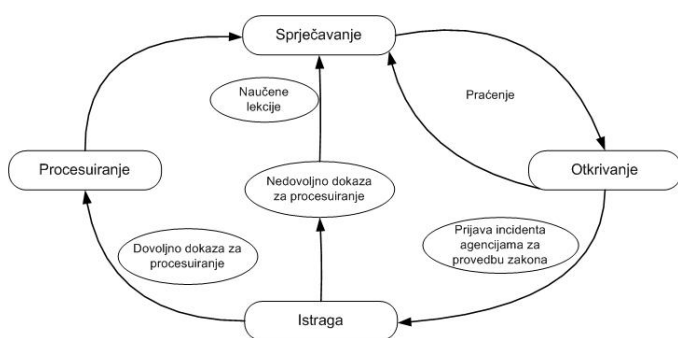 Sprječavanje
Naučene
lekcije
Praćenje
Procesuiranje
Nedovoljno dokaza
za procesuiranje
Otkrivanje
Dovoljno dokaza za
procesuiranje
Prijava incidenta
agencijama za
provedbu zakona
Istraga